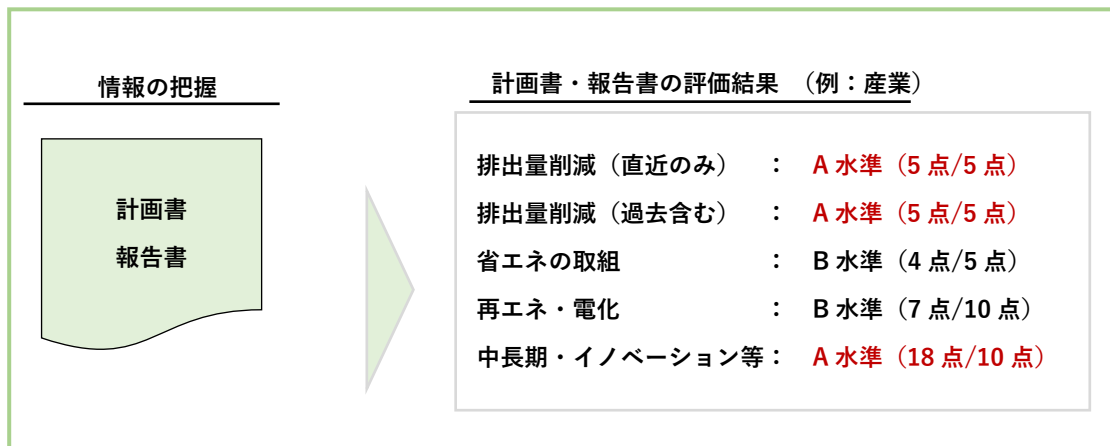 情報の把握
計画書
報告書
計画書・報告書の評価結果 （例：産業）
排出量削減（直近のみ） ： A 水準（5 点/5 点）
排出量削減（過去含む） ： A 水準（5 点/5 点）
省エネの取組 ： B 水準（4 点/5 点）
再エネ・電化 ： B 水準（7 点/10 点）
中長期・イノベーション等： A 水準（18 点/10 点）